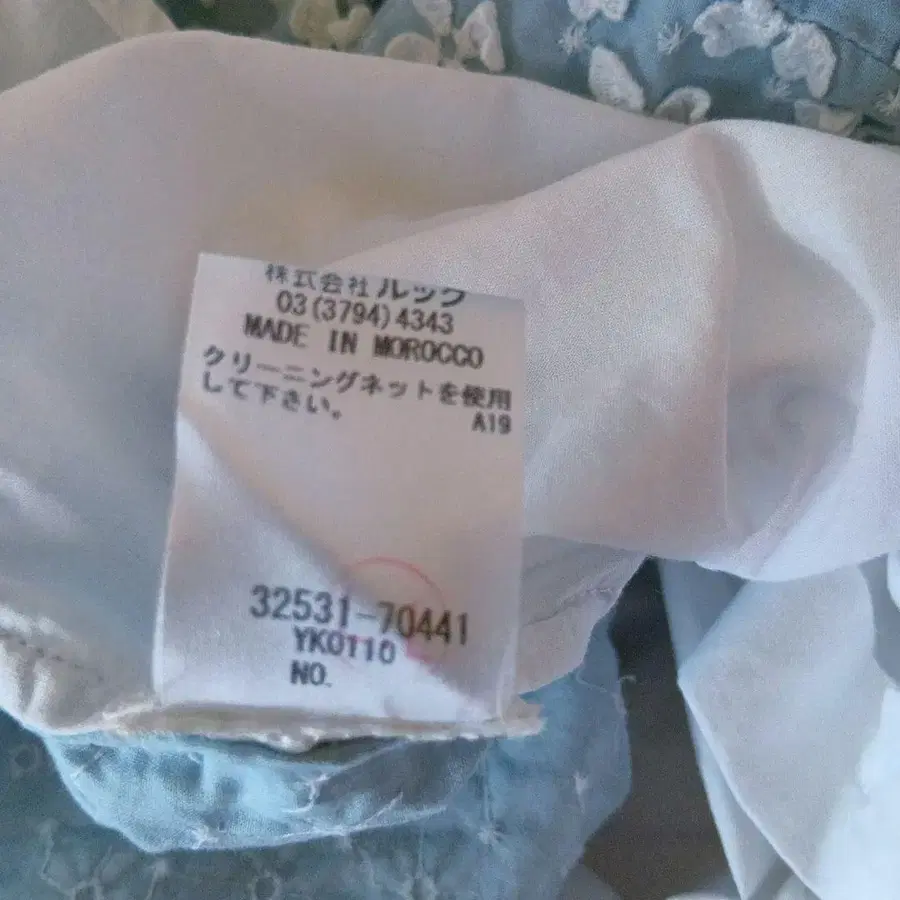 株式会社 ルック
03(3794)4343
MADE IN MOROCCO
クリーニングネットを使用
して下さい。
A19
32531-70441
YK0110
NO.